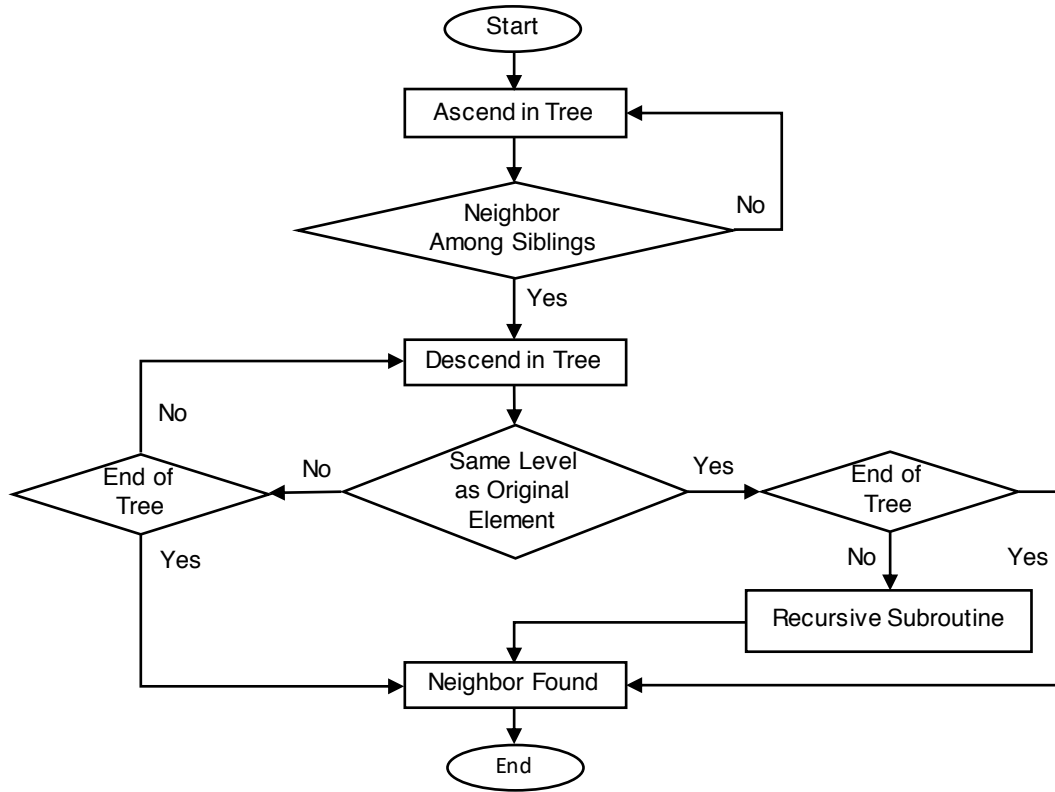 Start
Ascend in Tree
Neighbor
Among Siblings
No
Yes
Descend in Tree
No
End of
Tree
No
Same Level
as Original
Element
Yes
End of
Tree
Yes
No
Yes
Recursive Subroutine
Neighbor Found
End